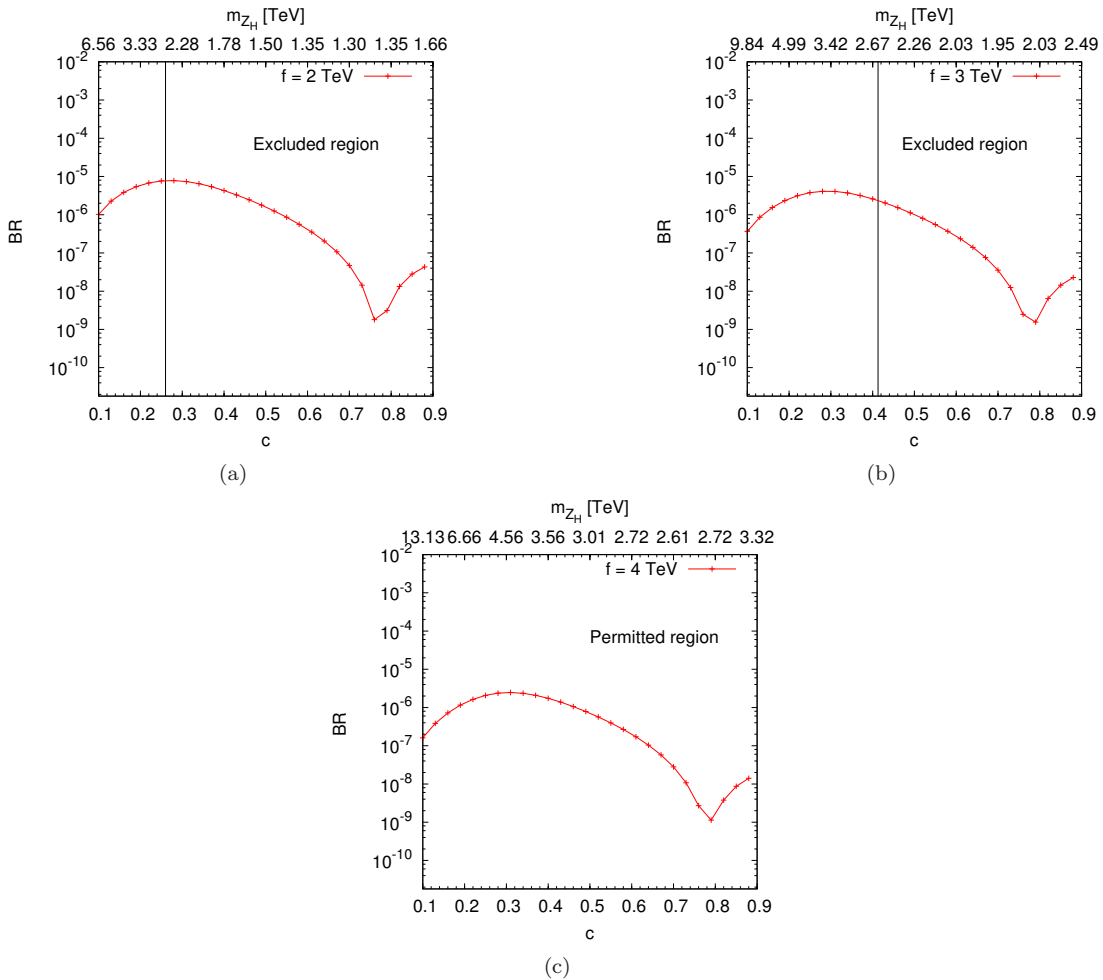 m_{Z_H} [TeV]
6.56 3.33 2.28 1.78 1.50 1.35 1.30 1.35 1.66
10^{-2}
f = 2 TeV
10^{-3}
10^{-4}
Excluded region
10^{-5}
BR
10^{-6}
10^{-7}
10^{-8}
10^{-9}
10^{-10}
0.1 0.2 0.3 0.4 0.5 0.6 0.7 0.8 0.9
c
(a)
m_{Z_H} [TeV]
9.84 4.99 3.42 2.67 2.26 2.03 1.95 2.03 2.49
10^{-2}
f = 3 TeV
10^{-3}
10^{-4}
Excluded region
10^{-5}
BR
10^{-6}
10^{-7}
10^{-8}
10^{-9}
10^{-10}
0.1 0.2 0.3 0.4 0.5 0.6 0.7 0.8 0.9
c
(b)
m_{Z_H} [TeV]
13.13 6.66 4.56 3.56 3.01 2.72 2.61 2.72 3.32
10^{-2}
f = 4 TeV
10^{-3}
10^{-4}
Permitted region
10^{-5}
BR
10^{-6}
10^{-7}
10^{-8}
10^{-9}
10^{-10}
0.1 0.2 0.3 0.4 0.5 0.6 0.7 0.8 0.9
c
(c)